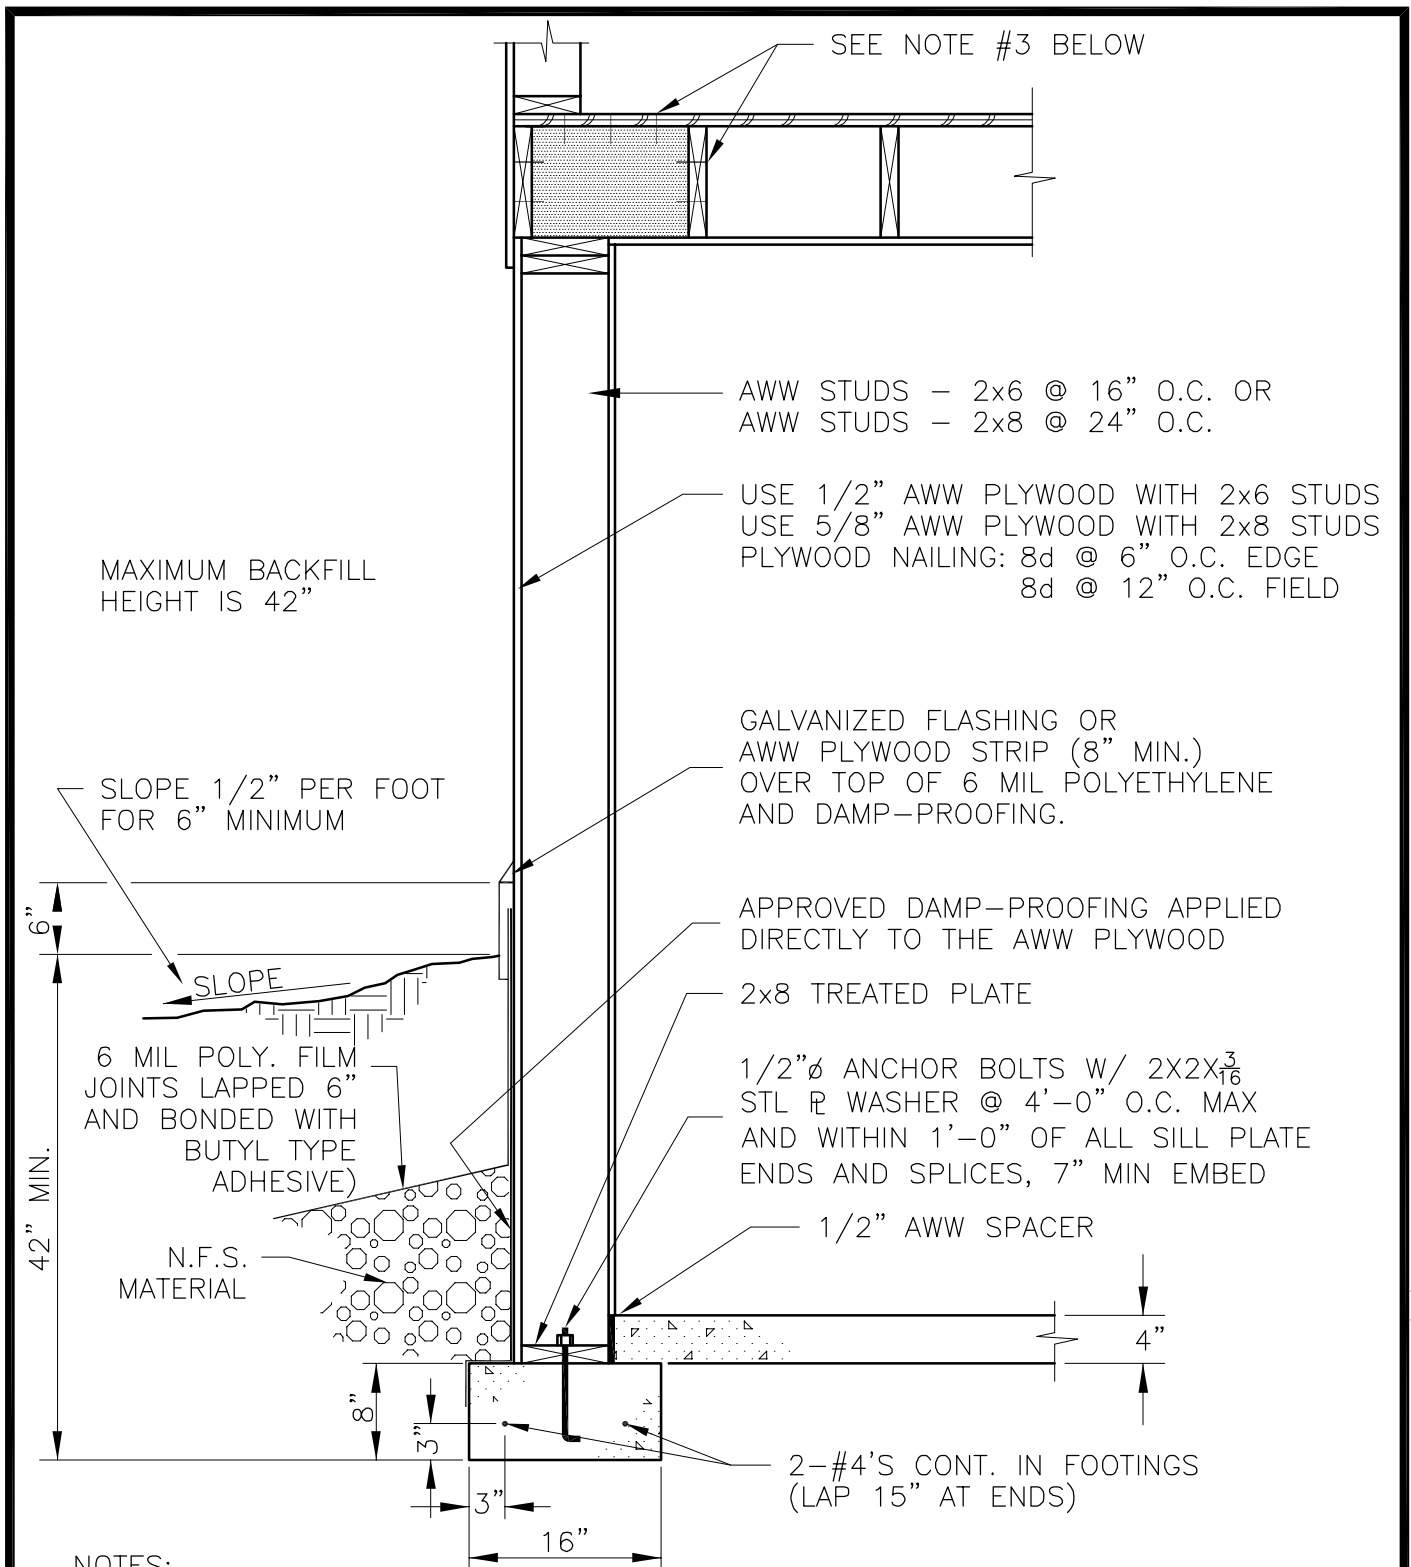 SEE NOTE #3 BELOW
AWW STUDS – 2x6 @ 16" O.C. OR
AWW STUDS – 2x8 @ 24" O.C.
USE 1/2" AWW PLYWOOD WITH 2x6 STUDS
USE 5/8" AWW PLYWOOD WITH 2x8 STUDS
PLYWOOD NAILING: 8d @ 6" O.C. EDGE
8d @ 12" O.C. FIELD
MAXIMUM BACKFILL
HEIGHT IS 42"
GALVANIZED FLASHING OR
AWW PLYWOOD STRIP (8" MIN.)
OVER TOP OF 6 MIL POLYETHYLENE
AND DAMP–PROOFING.
SLOPE 1/2" PER FOOT
FOR 6" MINIMUM
6"
APPROVED DAMP–PROOFING APPLIED
DIRECTLY TO THE AWW PLYWOOD
SLOPE
2x8 TREATED PLATE
6 MIL POLY. FILM
JOINTS LAPPED 6"
AND BONDED WITH
BUTYL TYPE
ADHESIVE)
1/2"ø ANCHOR BOLTS W/ 2X2X3/16
STL ⅊ WASHER @ 4'–0" O.C. MAX
AND WITHIN 1'–0" OF ALL SILL PLATE
ENDS AND SPLICES, 7" MIN EMBED
42" MIN.
1/2" AWW SPACER
N.F.S.
MATERIAL
4"
8"
3"
2–#4'S CONT. IN FOOTINGS
(LAP 15" AT ENDS)
3"
16"
NOTES: